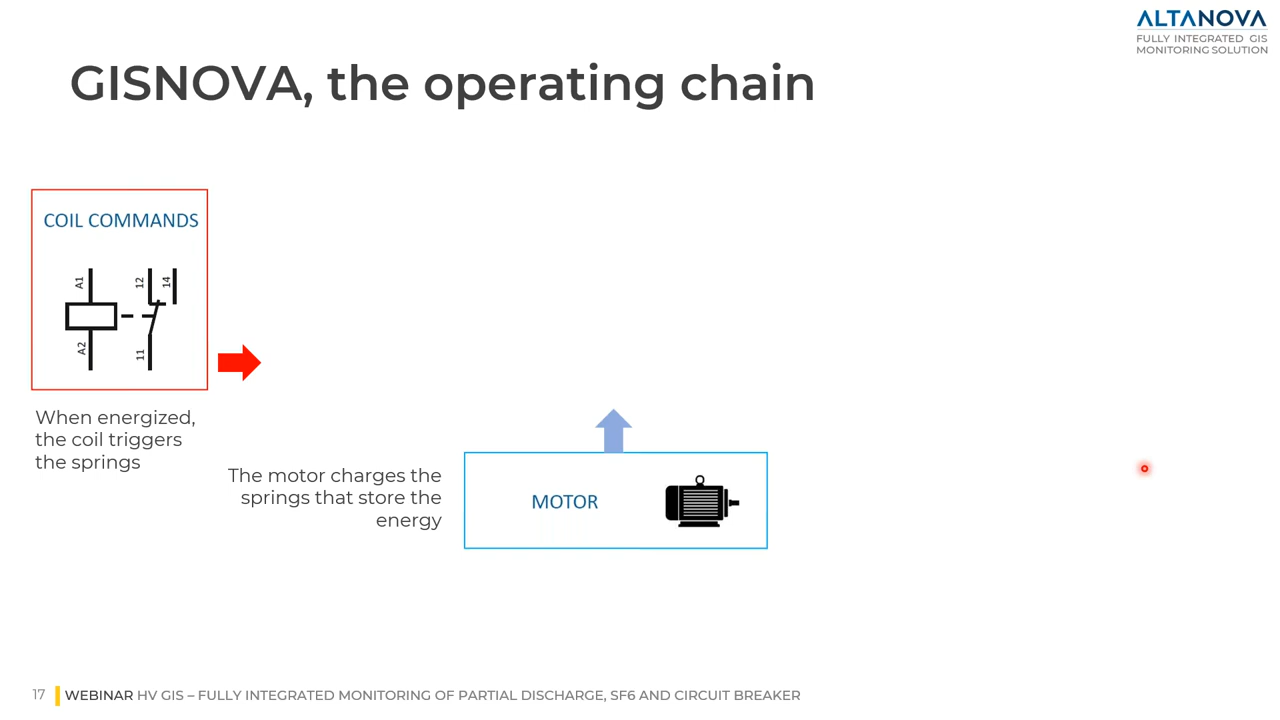 ALTANOVA
FULLY INTEGRATED GIS
MONITORING SOLUTION
GISNOVA, the operating chain
COIL COMMANDS
A1
12
14
A2
11
When energized,
the coil triggers
the springs
The motor charges the
springs that store the
energy
MOTOR
17
WEBINAR HV GIS – FULLY INTEGRATED MONITORING OF PARTIAL DISCHARGE, SF6 AND CIRCUIT BREAKER